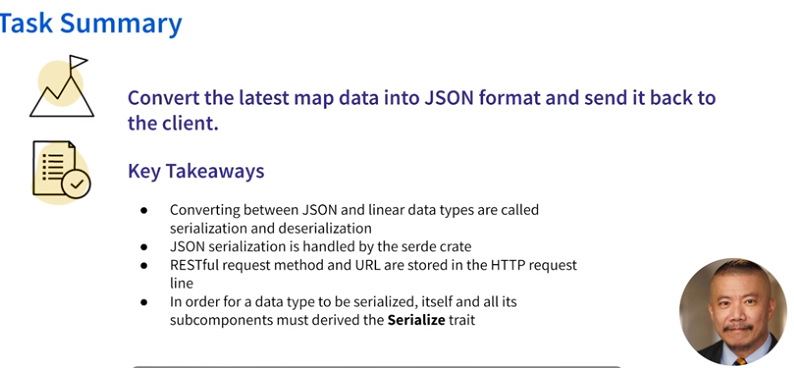 Task Summary
Convert the latest map data into JSON format and send it back to
the client.
Key Takeaways
● Converting between JSON and linear data types are called
serialization and deserialization
● JSON serialization is handled by the serde crate
● RESTful request method and URL are stored in the HTTP request
line
● In order for a data type to be serialized, itself and all its
subcomponents must derived the Serialize trait